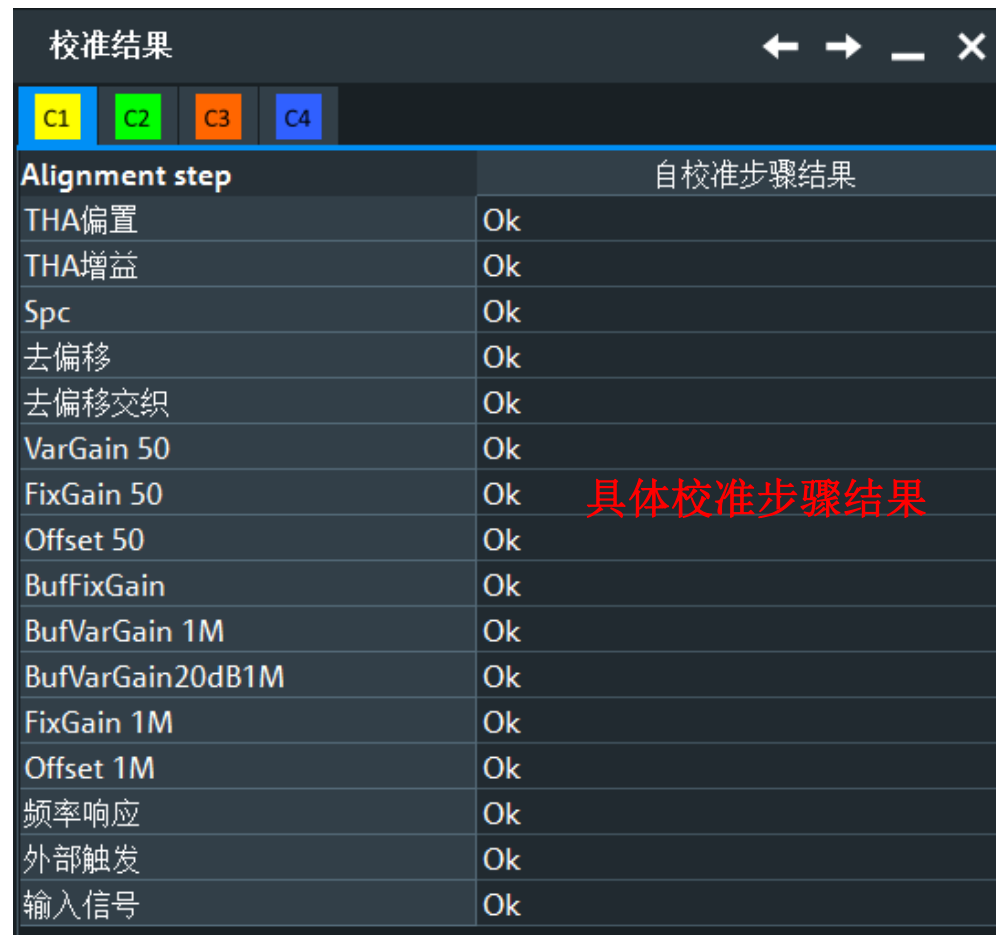 校准结果
C1 C2 C3 C4
Alignment step 自校准步骤结果
THA偏置 Ok
THA增益 Ok
Spc Ok
去偏移 Ok
去偏移交织 Ok
VarGain 50 Ok
FixGain 50 Ok 具体校准步骤结果
Offset 50 Ok
BufFixGain Ok
BufVarGain 1M Ok
BufVarGain20dB1M Ok
FixGain 1M Ok
Offset 1M Ok
频率响应 Ok
外部触发 Ok
输入信号 Ok